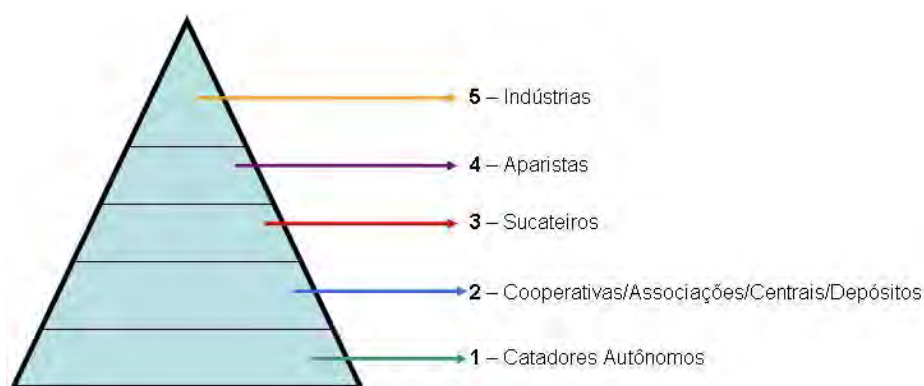 5 – Indústrias
4 – Aparistas
3 – Sucateiros
2 – Cooperativas/Associações/Centrais/Depósitos
1 – Catadores Autônomos